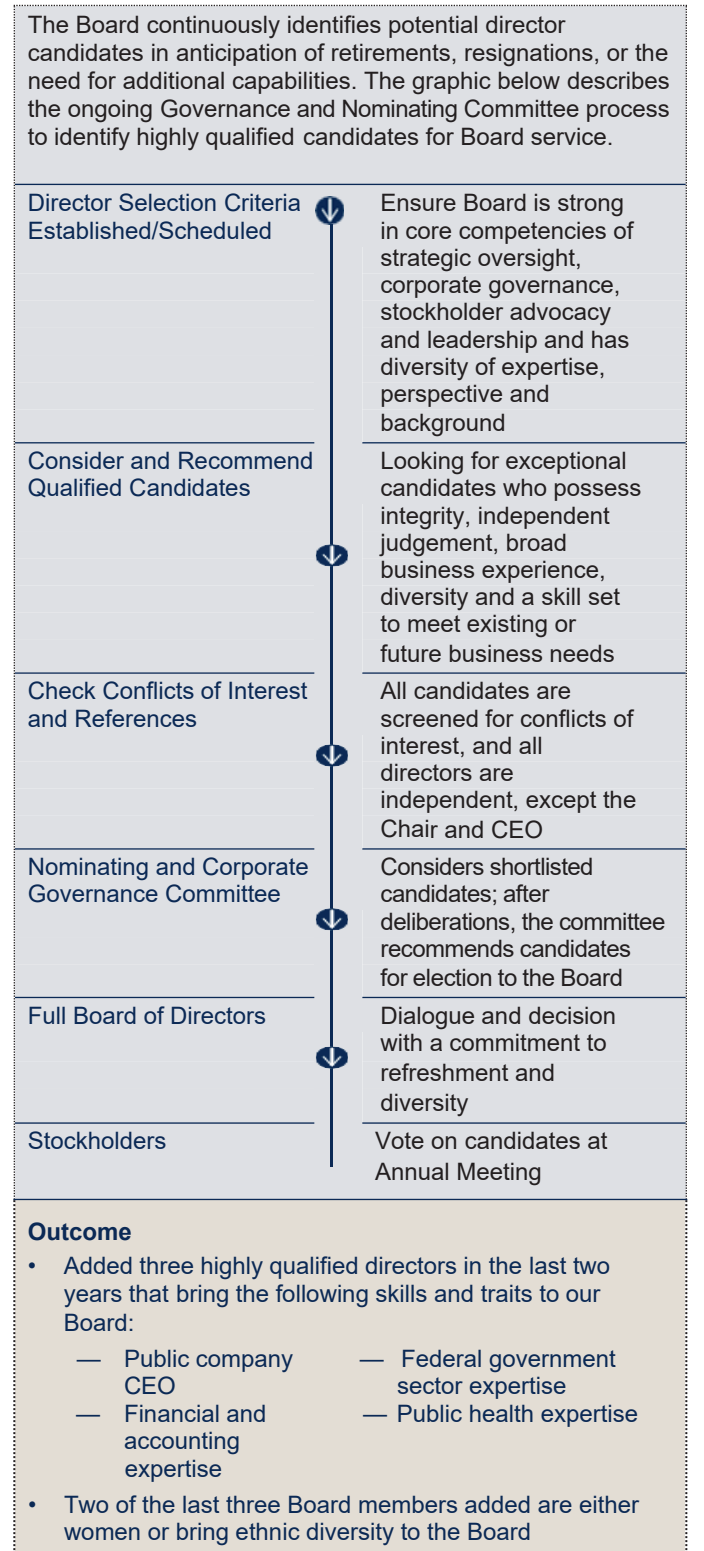 The Board continuously identifies potential director
candidates in anticipation of retirements, resignations, or the
need for additional capabilities. The graphic below describes
the ongoing Governance and Nominating Committee process
to identify highly qualified candidates for Board service.
Director Selection Criteria
Established/Scheduled
Ensure Board is strong
in core competencies of
strategic oversight,
corporate governance,
stockholder advocacy
and leadership and has
diversity of expertise,
perspective and
background
Consider and Recommend
Qualified Candidates
Looking for exceptional
candidates who possess
integrity, independent
judgement, broad
business experience,
diversity and a skill set
to meet existing or
future business needs
Check Conflicts of Interest
and References
All candidates are
screened for conflicts of
interest, and all
directors are
independent, except the
Chair and CEO
Nominating and Corporate
Governance Committee
Considers shortlisted
candidates; after
deliberations, the committee
recommends candidates
for election to the Board
Full Board of Directors
Dialogue and decision
with a commitment to
refreshment and
diversity
Stockholders
Vote on candidates at
Annual Meeting
Outcome
• Added three highly qualified directors in the last two
years that bring the following skills and traits to our
Board:
— Public company
CEO
— Financial and
accounting
expertise
— Federal government
sector expertise
— Public health expertise
• Two of the last three Board members added are either
women or bring ethnic diversity to the Board